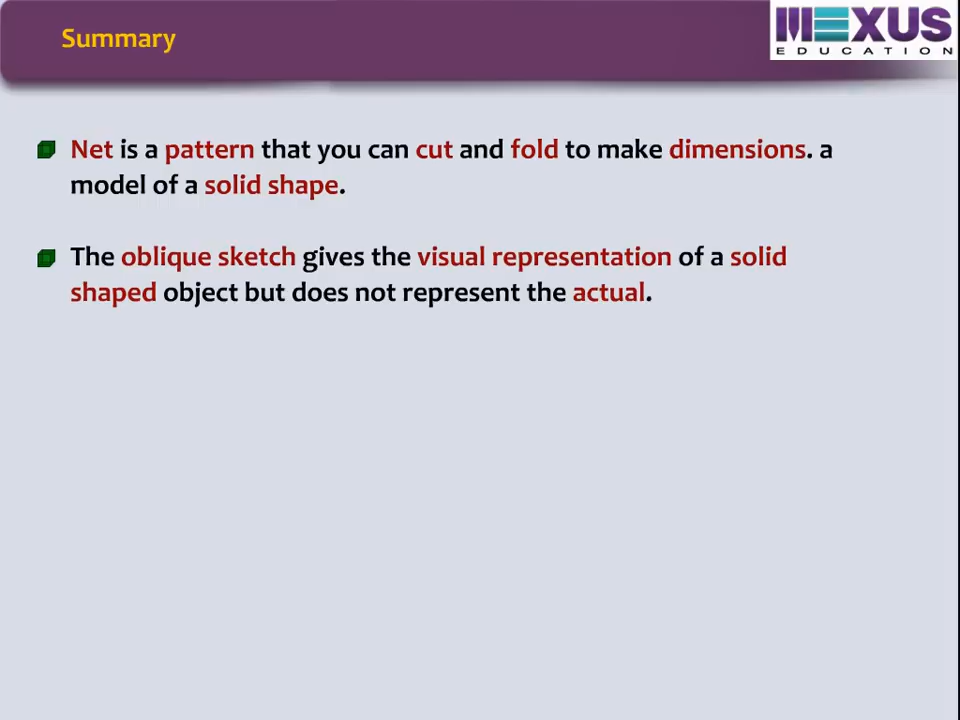 Summary
MEXUS
EDUCATION
Net is a pattern that you can cut and fold to make dimensions. a
model of a solid shape.
The oblique sketch gives the visual representation of a solid
shaped object but does not represent the actual.